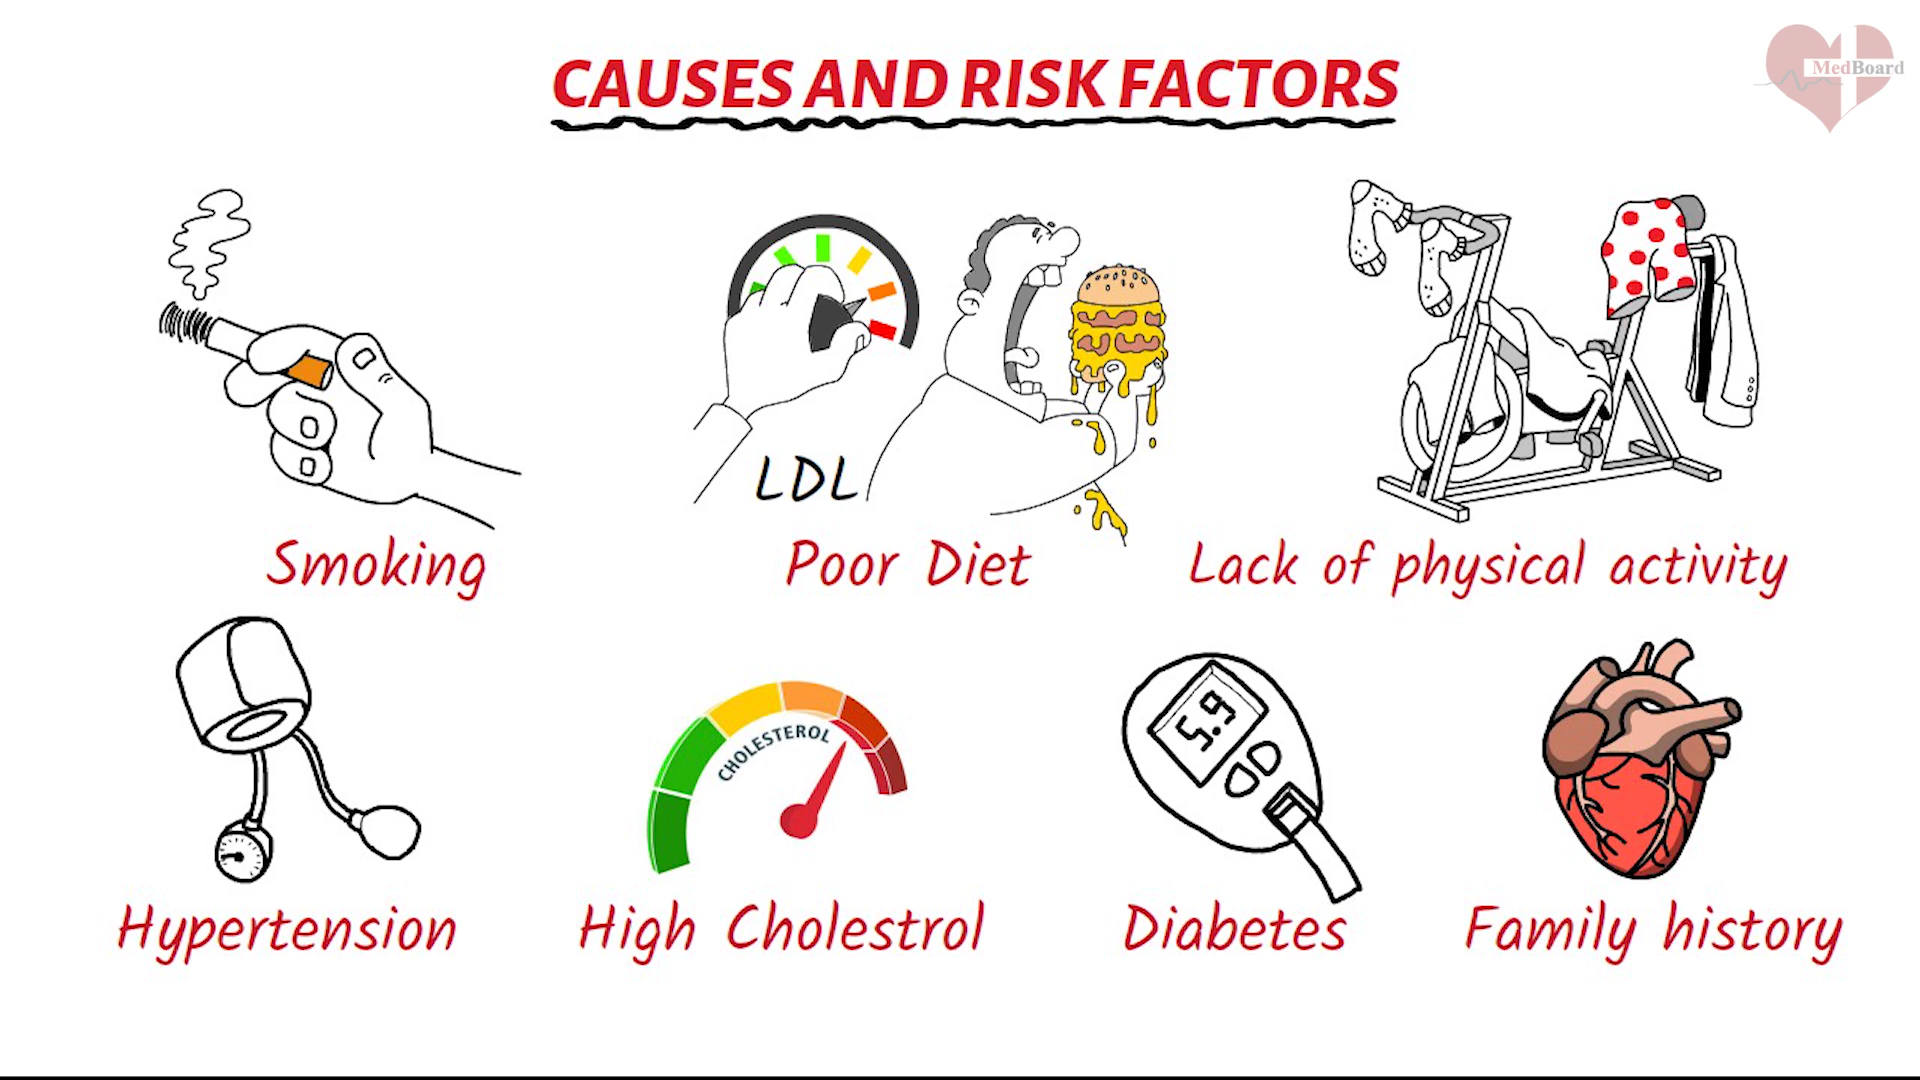 CAUSES AND RISK FACTORS
MedBoard
LDL
Smoking
Poor Diet
Lack of physical activity
CHOLESTEROL
5.9
Hypertension
High Cholestrol
Diabetes
Family history